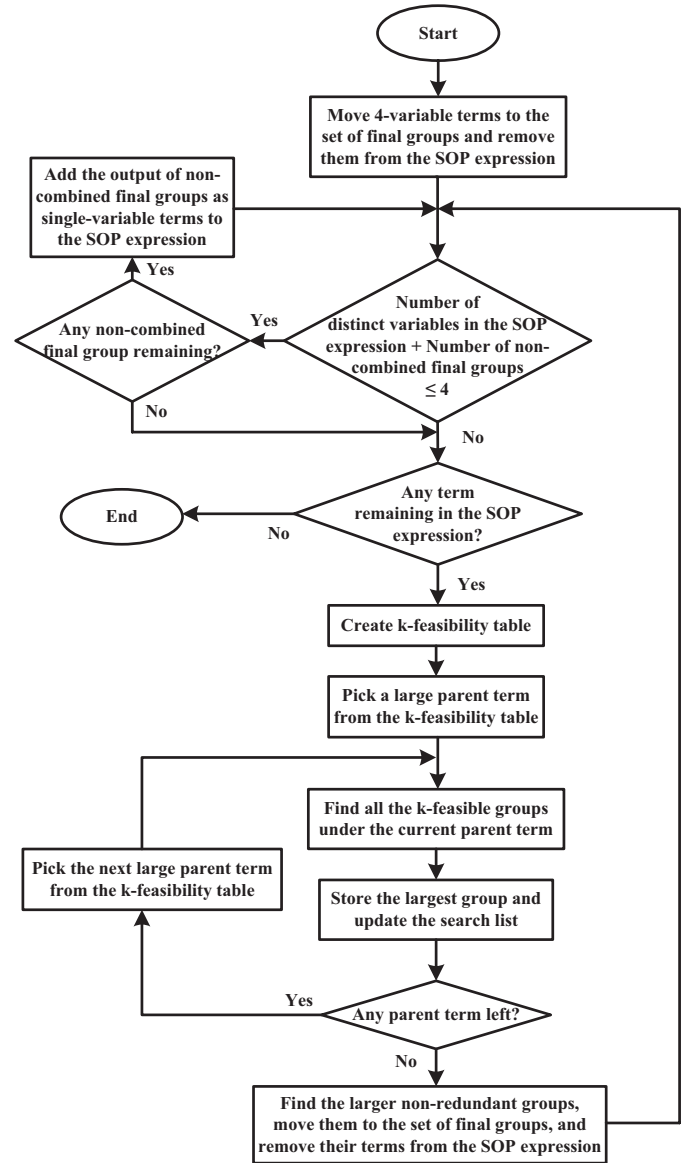 Start
Move 4-variable terms to the
set of final groups and remove
them from the SOP expression
Add the output of non-
combined final groups as
single-variable terms to
the SOP expression
Yes
Any non-combined
final group remaining?
Yes
Number of
distinct variables in the SOP
expression + Number of non-
combined final groups
≤ 4
No
No
Any term
remaining in the SOP
expression?
End
No
Yes
Create k-feasibility table
Pick a large parent term
from the k-feasibility table
Find all the k-feasible groups
under the current parent term
Pick the next large parent term
from the k-feasibility table
Store the largest group and
update the search list
Yes
Any parent term left?
No
Find the larger non-redundant groups,
move them to the set of final groups, and
remove their terms from the SOP expression